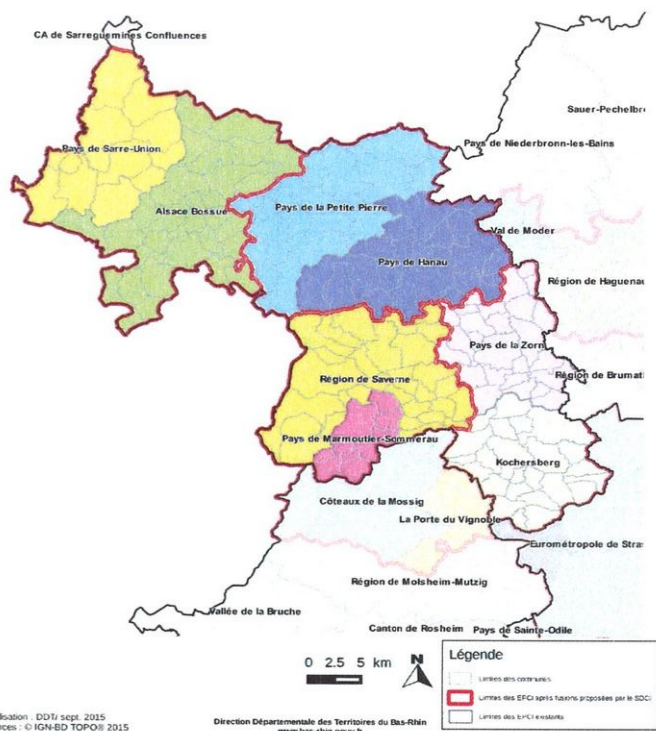 CA de Sarreguemines Confluences
Sauer-Pechelbr
Pays de Niederbronn-les-Bains
Pays de Sarre-Union
Alsace Bossue
Pays de la Petite Pierre
Val de Moder
Pays de Hanau
Région de Haguenau
Pays de la Zorn
Région de Saverne
Région de Brumat
Pays de Marmoutier-Sommerau
Kochersberg
Côteaux de la Mossig
La Porte du Vignoble
Eurométropole de Stras
Région de Molsheim-Mutzig
Vallée de la Bruche
Canton de Rosheim
Pays de Sainte-Odile
0 2.5 5 km
N
Légende
Limites des communes
Limites des EPCI après fusions proposées par le SDCI
Limites des EPCI existants
lisation : DDT/ sept. 2015
rces : © IGN-BD TOPO® 2015
Direction Départementale des Territoires du Bas-Rhin